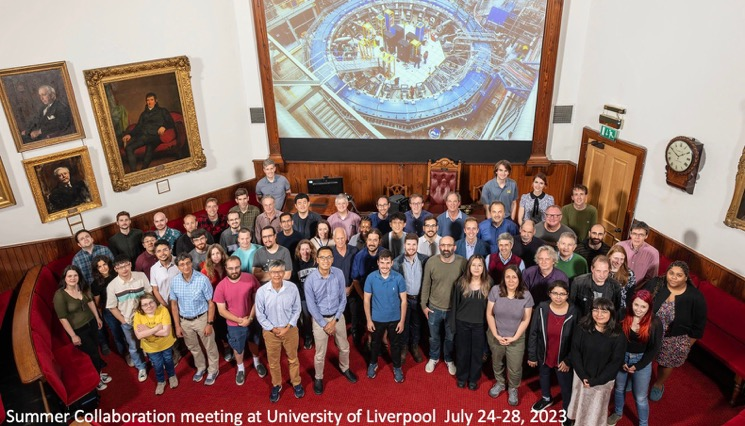 Summer Collaboration meeting at University of Liverpool July 24-28, 2023